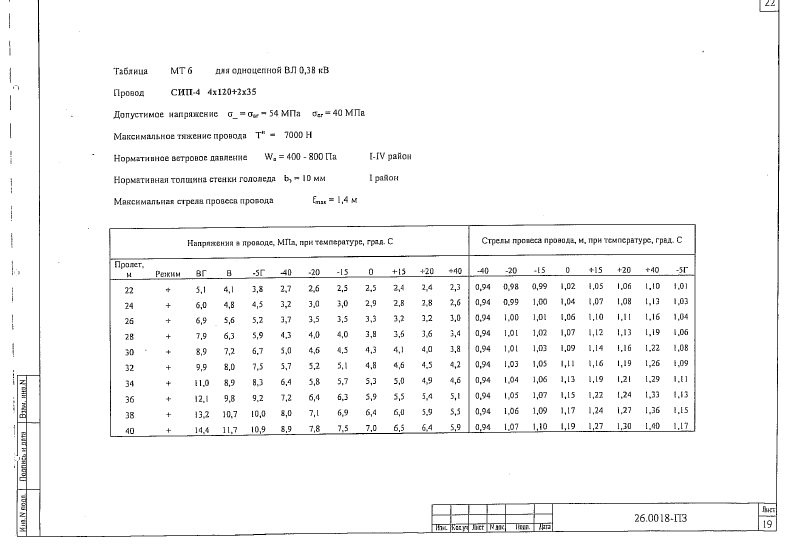 22
Таблица МТ 6 для одноцепной ВЛ 0,38 кВ
Провод СИП-4 4х120+2х35
Допустимое напряжение σ_ = σиг = 54 МПа σэг = 40 МПа
Максимальное тяжение провода Tн = 7000 Н
Нормативное ветровое давление W₀ = 400 - 800 Па I-IV район
Нормативная толщина стенки гололеда bэ = 10 мм I район
Максимальная стрела провеса провода fmax = 1,4 м
Напряжения в проводе, МПа, при температуре, град. С Стрелы провеса провода, м, при температуре, град. С
Пролет, м Режим ВГ В -5Г -40 -20 -15 0 +15 +20 +40 -40 -20 -15 0 +15 +20 +40 -5Г
22 + 5,1 4,1 3,8 2,7 2,6 2,5 2,5 2,4 2,4 2,3 0,94 0,98 0,99 1,02 1,05 1,06 1,10 1,01
24 + 6,0 4,8 4,5 3,2 3,0 3,0 2,9 2,8 2,8 2,6 0,94 0,99 1,00 1,04 1,07 1,08 1,13 1,03
26 + 6,9 5,6 5,2 3,7 3,5 3,5 3,3 3,2 3,2 3,0 0,94 1,00 1,01 1,06 1,10 1,11 1,16 1,04
28 + 7,9 6,3 5,9 4,3 4,0 4,0 3,8 3,6 3,6 3,4 0,94 1,01 1,02 1,07 1,12 1,13 1,19 1,06
30 + 8,9 7,2 6,7 5,0 4,6 4,5 4,3 4,1 4,0 3,8 0,94 1,01 1,03 1,09 1,14 1,16 1,22 1,08
32 + 9,9 8,0 7,5 5,7 5,2 5,1 4,8 4,6 4,5 4,2 0,94 1,03 1,05 1,11 1,16 1,19 1,26 1,09
34 + 11,0 8,9 8,3 6,4 5,8 5,7 5,3 5,0 4,9 4,6 0,94 1,04 1,06 1,13 1,19 1,21 1,29 1,11
36 + 12,1 9,8 9,2 7,2 6,4 6,3 5,9 5,5 5,4 5,1 0,94 1,05 1,07 1,15 1,22 1,24 1,33 1,13
38 + 13,2 10,7 10,0 8,0 7,1 6,9 6,4 6,0 5,9 5,5 0,94 1,06 1,09 1,17 1,24 1,27 1,36 1,15
40 + 14,4 11,7 10,9 8,9 7,8 7,5 7,0 6,5 6,4 5,9 0,94 1,07 1,10 1,19 1,27 1,30 1,40 1,17
Взам. инв.N
Подпись и дата
Инв.N подл.
Изм. Кол.уч Лист N док. Подп. Дата
26.0018-ПЗ
Лист
19